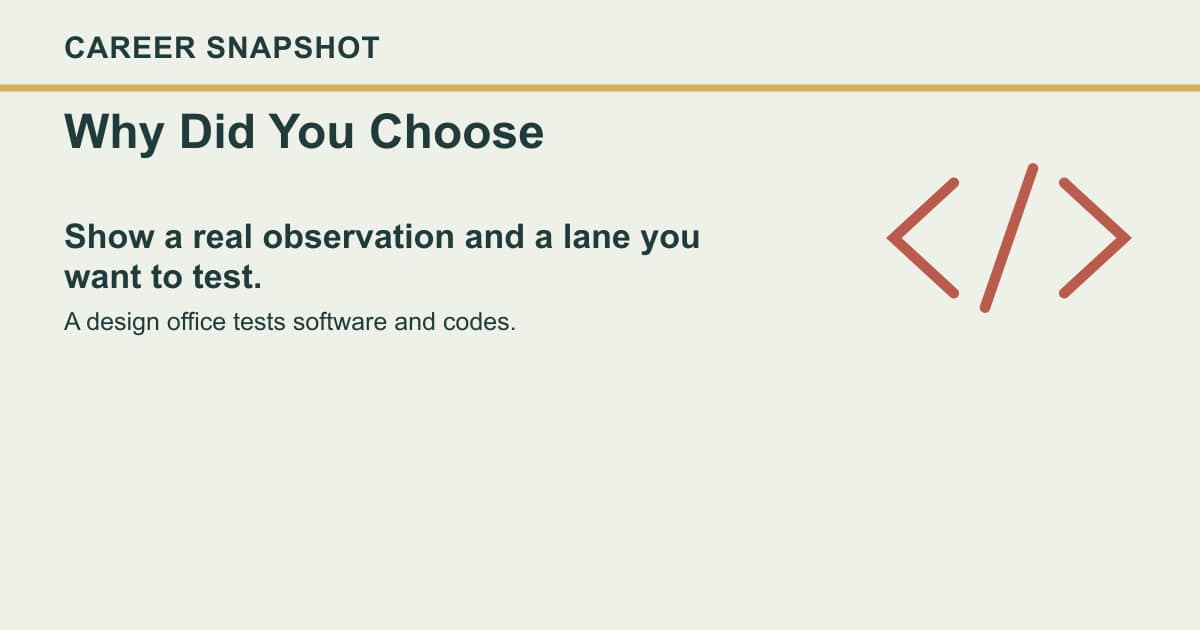 CAREER SNAPSHOT
Why Did You Choose
Show a real observation and a lane you
want to test.
A design office tests software and codes.